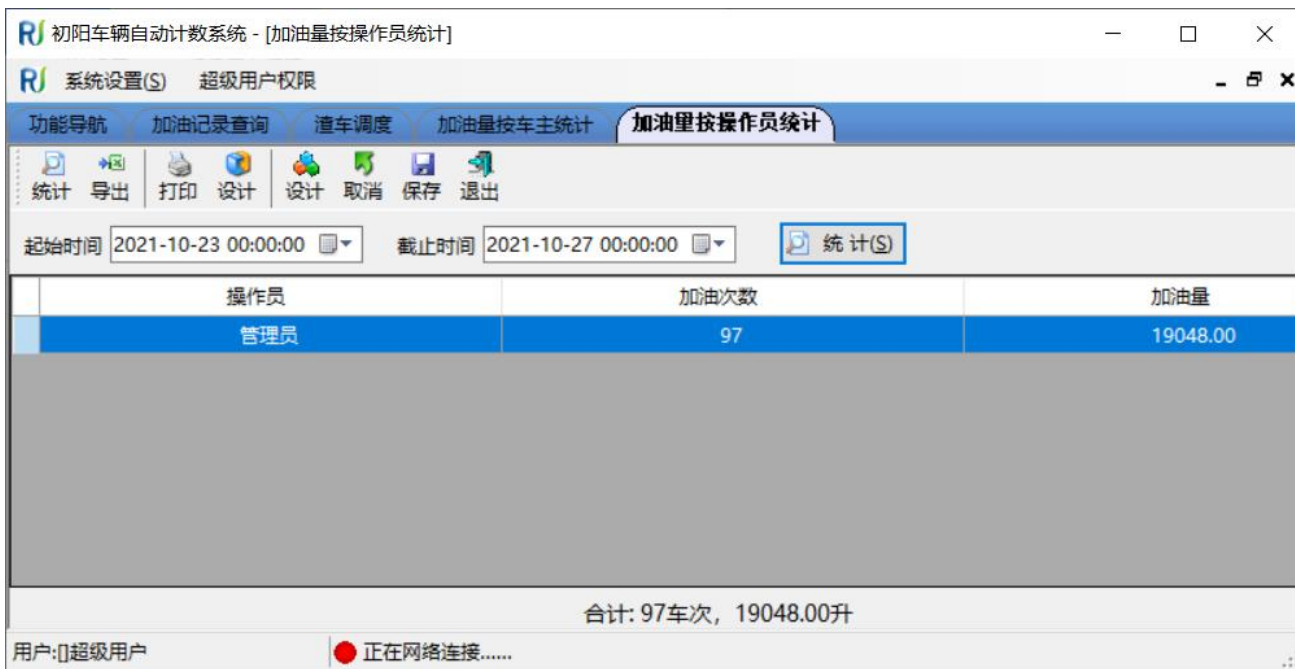 初阳车辆自动计数系统 - [加油量按操作员统计]
系统设置(S) 超级用户权限
功能导航 加油记录查询 渣车调度 加油量按车主统计 加油量按操作员统计
统计 导出 打印 设计 设计 取消 保存 退出
起始时间 2021-10-23 00:00:00 截止时间 2021-10-27 00:00:00 统 计(S)
操作员 加油次数 加油量
管理员 97 19048.00
合计: 97车次，19048.00升
用户:[]超级用户 正在网络连接......